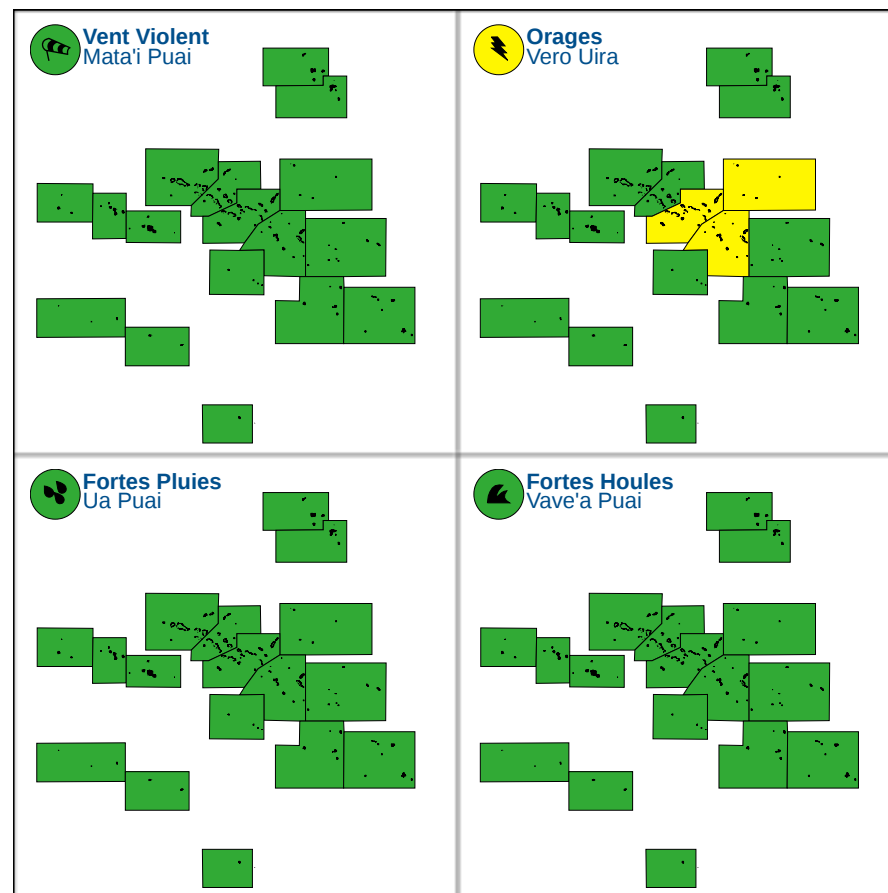 Vent Violent
Mata'i Puai
Orages
Vero Uira
Fortes Pluies
Ua Puai
Fortes Houles
Vave'a Puai